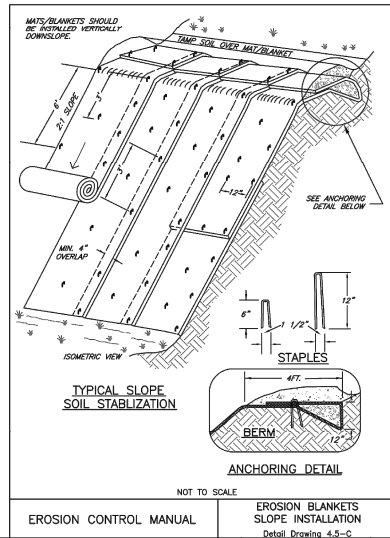 MATS/BLANKETS SHOULD
BE INSTALLED VERTICALLY
DOWNSLOPE.
TAMP SOIL OVER MAT/BLANKET
6'
3'
2:1 SLOPE
3'
12"
SEE ANCHORING
DETAIL BELOW
MIN. 4"
OVERLAP
12"
6"
1 1/2"
ISOMETRIC VIEW
STAPLES
4FT.
TYPICAL SLOPE
SOIL STABLIZATION
BERM
12"
ANCHORING DETAIL
NOT TO SCALE
EROSION CONTROL MANUAL
EROSION BLANKETS
SLOPE INSTALLATION
Detail Drawing 4.5-C